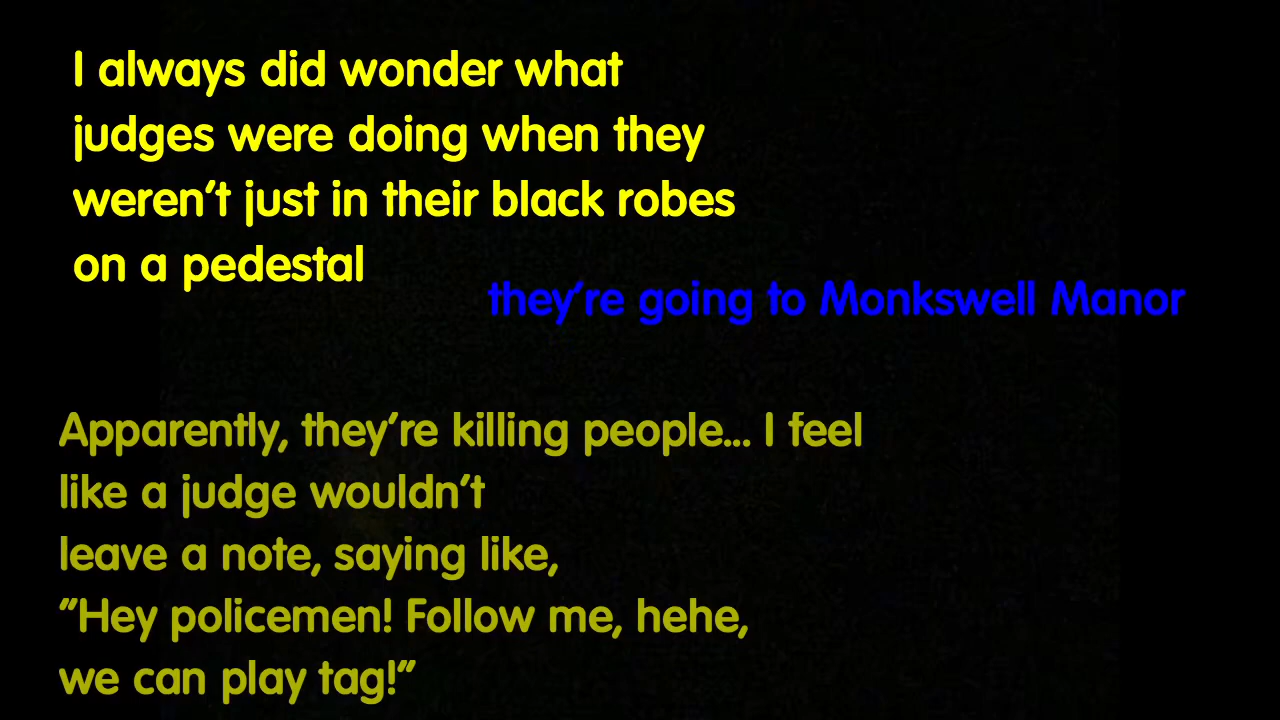 I always did wonder what
judges were doing when they
weren't just in their black robes
on a pedestal
they're going to Monkswell Manor
Apparently, they're killing people... I feel
like a judge wouldn't
leave a note, saying like,
"Hey policemen! Follow me, hehe,
we can play tag!"